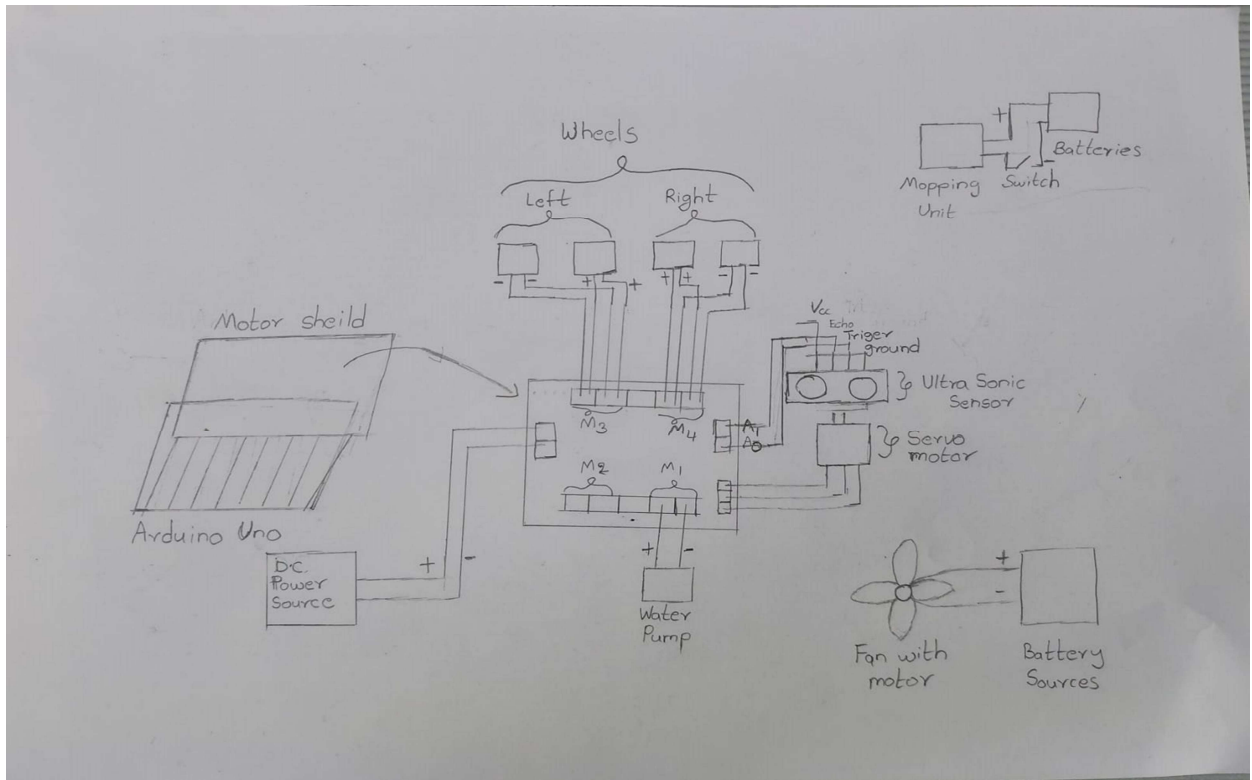 Wheels
Left
Right
+
-
Batteries
Mopping Switch
Unit
- -
+ +
+ +
- -
Motor sheild
Vcc
Echo
Triger
ground
Ultra Sonic
Sensor
M3
M4
A1
A0
Servo
motor
M2
M1
Arduino Uno
+ -
D.C.
Power
Source
+ -
Water
Pump
+
-
Fan with
motor
Battery
Sources